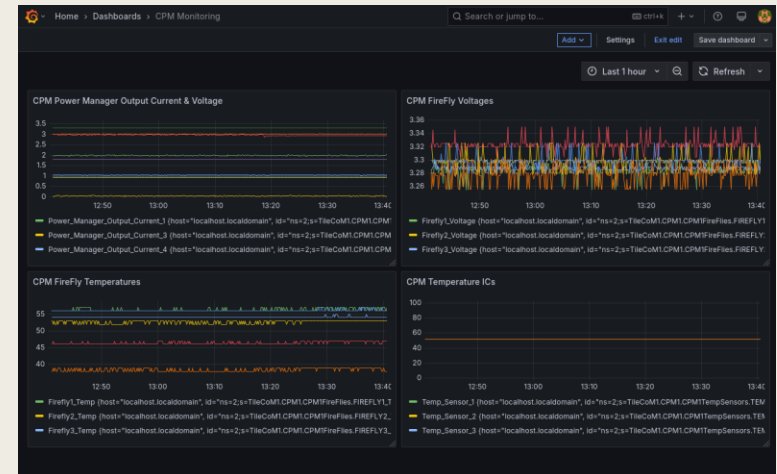 Home › Dashboards › CPM Monitoring
Search or jump to...
ctrl+k
Add
Settings
Exit edit
Save dashboard
Last 1 hour
Refresh
CPM Power Manager Output Current & Voltage
3.5
3
2.5
2
1.5
1
0.5
0
12:50 13:00 13:10 13:20 13:30 13:40
Power_Manager_Output_Current_1 {host="localhost.localdomain", id="ns=2;s=TileCoM1.CPM1.CPM
Power_Manager_Output_Current_3 {host="localhost.localdomain", id="ns=2;s=TileCoM1.CPM1.CPM
Power_Manager_Output_Current_4 {host="localhost.localdomain", id="ns=2;s=TileCoM1.CPM1.CPM
CPM FireFly Voltages
3.36
3.34
3.32
3.3
3.28
3.26
12:50 13:00 13:10 13:20 13:30 13:40
Firefly1_Voltage {host="localhost.localdomain", id="ns=2;s=TileCoM1.CPM1.CPM1FireFlies.FIREFLY1
Firefly2_Voltage {host="localhost.localdomain", id="ns=2;s=TileCoM1.CPM1.CPM1FireFlies.FIREFLY
Firefly3_Voltage {host="localhost.localdomain", id="ns=2;s=TileCoM1.CPM1.CPM1FireFlies.FIREFLY
CPM FireFly Temperatures
55
50
45
40
12:50 13:00 13:10 13:20 13:30 13:40
Firefly1_Temp {host="localhost.localdomain", id="ns=2;s=TileCoM1.CPM1.CPM1FireFlies.FIREFLY1_T
Firefly2_Temp {host="localhost.localdomain", id="ns=2;s=TileCoM1.CPM1.CPM1FireFlies.FIREFLY2_
Firefly3_Temp {host="localhost.localdomain", id="ns=2;s=TileCoM1.CPM1.CPM1FireFlies.FIREFLY3_
CPM Temperature ICs
100
80
60
40
20
0
12:50 13:00 13:10 13:20 13:30 13:40
Temp_Sensor_1 {host="localhost.localdomain", id="ns=2;s=TileCoM1.CPM1.CPM1TempSensors.TEM
Temp_Sensor_2 {host="localhost.localdomain", id="ns=2;s=TileCoM1.CPM1.CPM1TempSensors.TEM
Temp_Sensor_3 {host="localhost.localdomain", id="ns=2;s=TileCoM1.CPM1.CPM1TempSensors.TEM